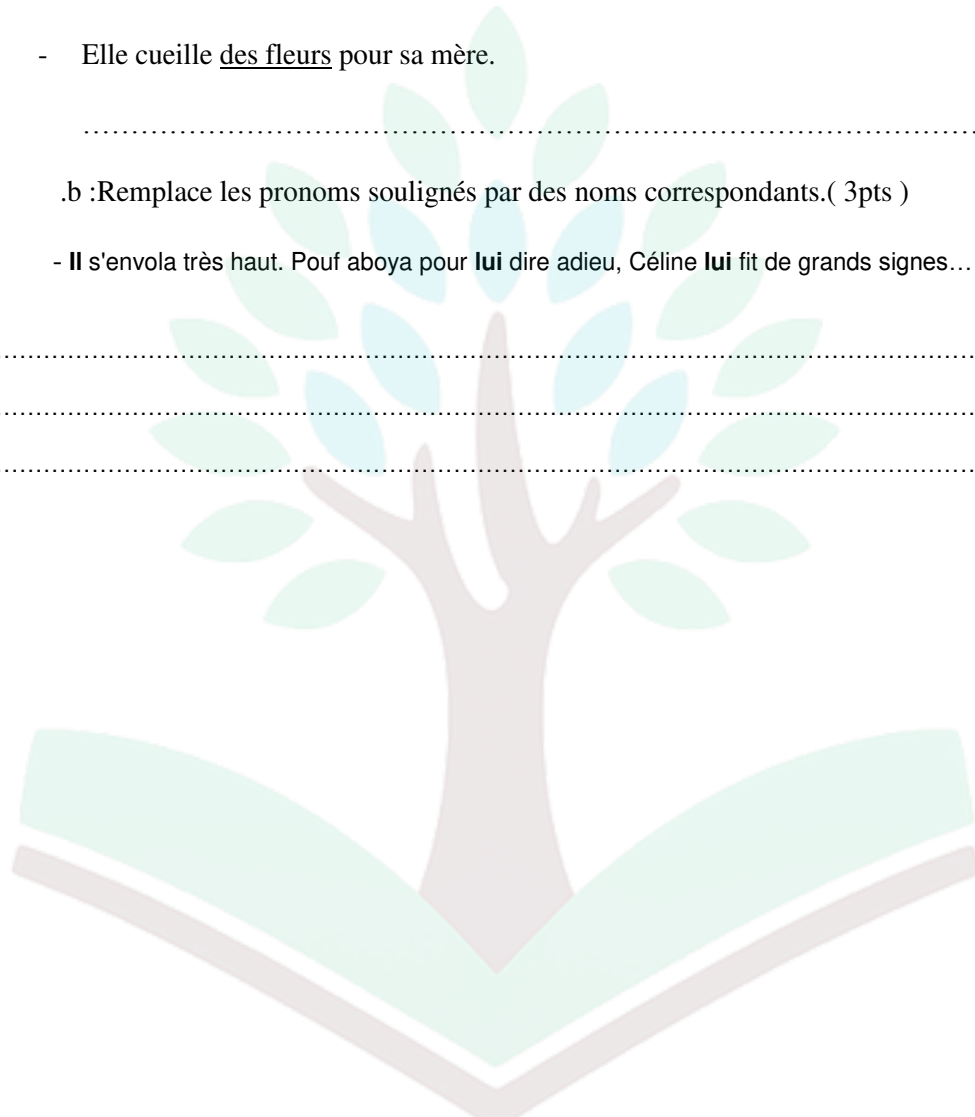 - Elle cueille des fleurs pour sa mère.
……………………………………………………………………………
.b :Remplace les pronoms soulignés par des noms correspondants.( 3pts )
- Il s'envola très haut. Pouf aboya pour lui dire adieu, Céline lui fit de grands signes…
……………………………………………………………………………………
……………………………………………………………………………………
……………………………………………………………………………………